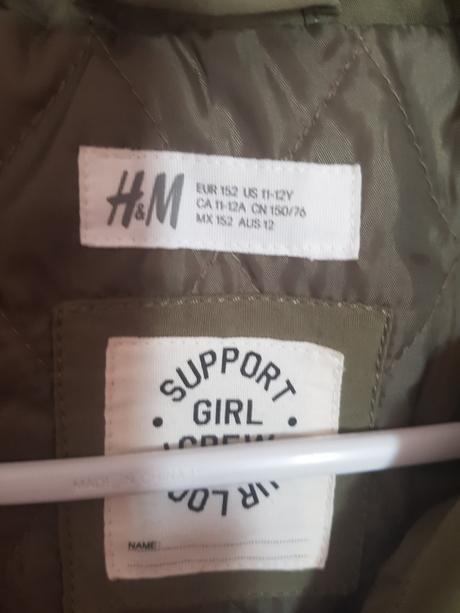 H&M
EUR 152 US 11-12Y
CA 11-12A CN 150/76
MX 152 AUS 12
SUPPORT
GIRL
CREW
MADE IN CHINA
NAME: